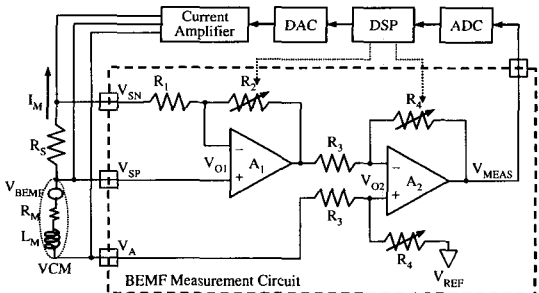 Current Amplifier
DAC
DSP
ADC
I_M
V_SN
R_1
R_2
R_4
R_S
V_O1
A_1
R_3
V_O2
A_2
V_MEAS
V_SP
V_BEMF
R_M
L_M
R_3
R_4
V_A
VCM
V_REF
BEMF Measurement Circuit